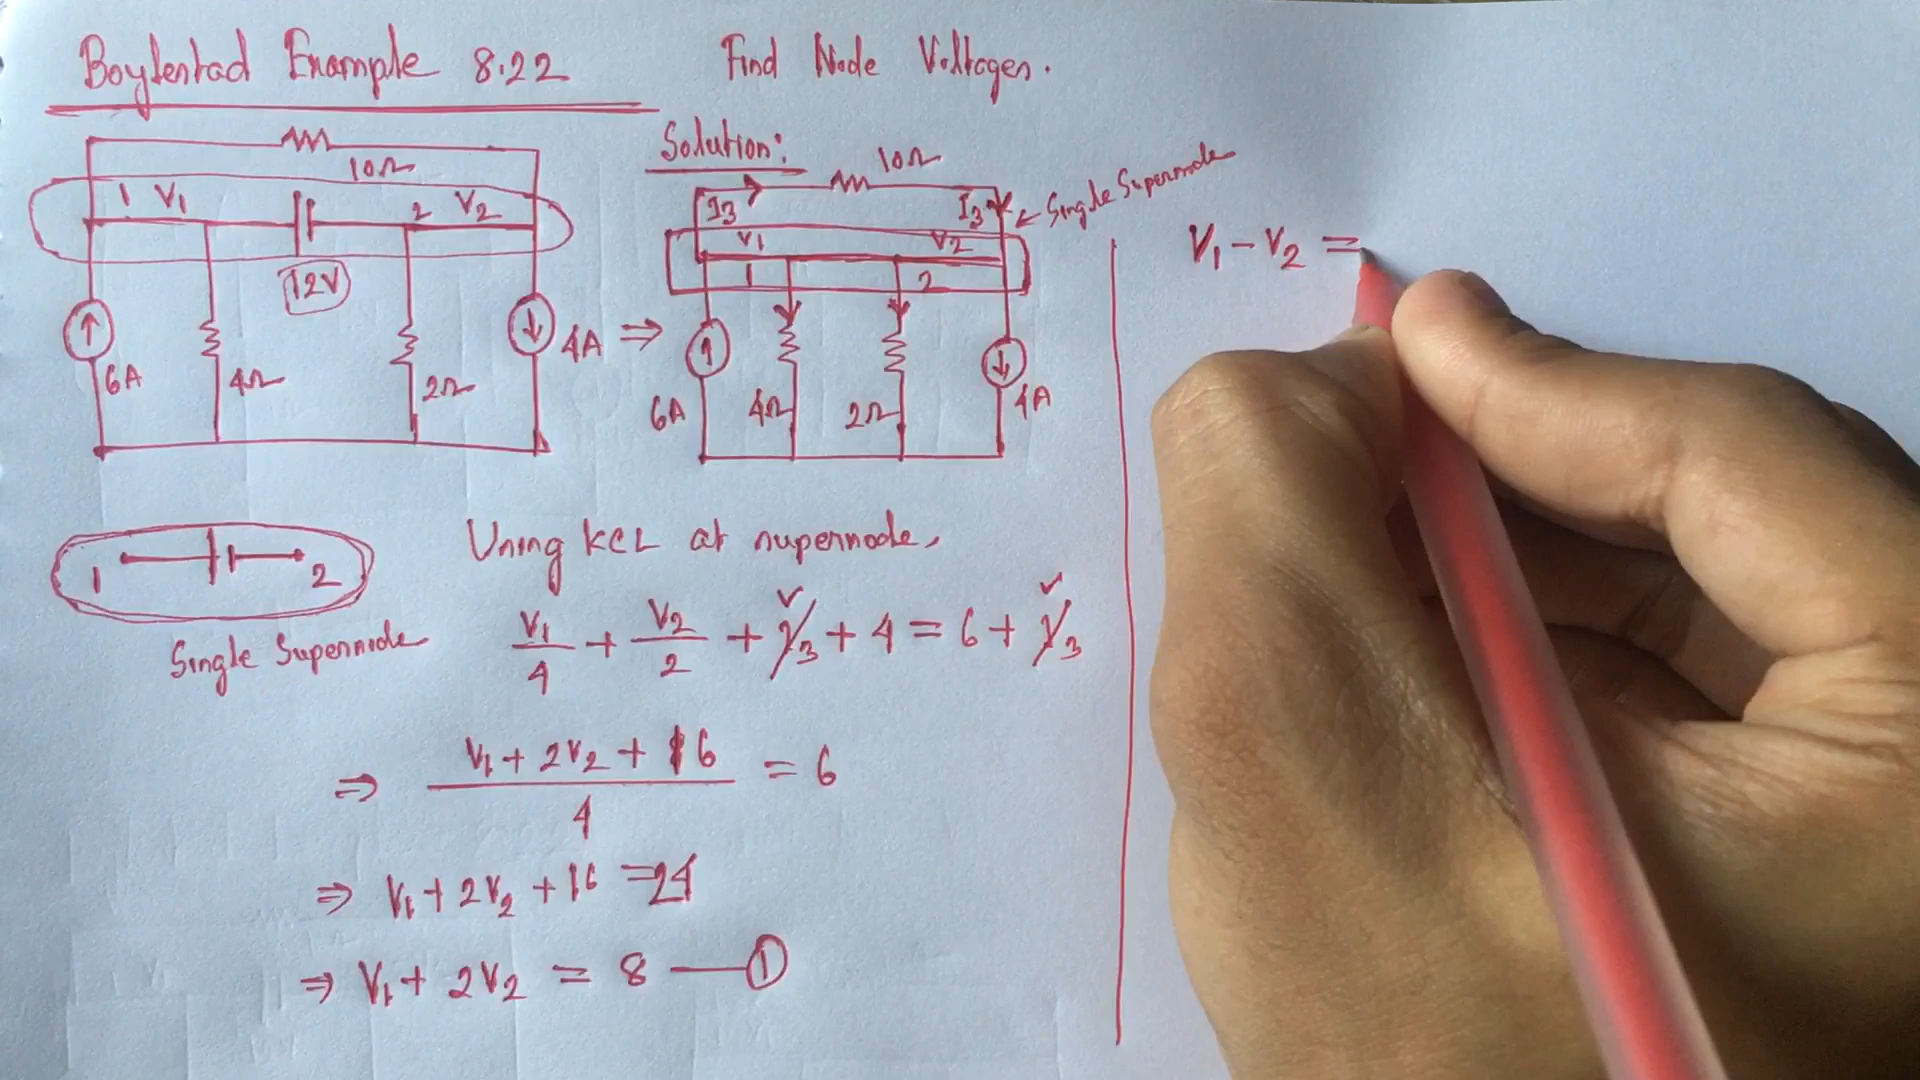 Boylestad Example 8.22
Find Node Voltages.
10Ω
1 V₁
2 V₂
12V
6A
4Ω
2Ω
4A ⇒
Solution:
10Ω
Single Supernode
I₃
I₃
V₁
V₂
1
2
6A
4Ω
2Ω
4A
1
2
Single Supernode
Using KCL at supernode,
V₁/4 + V₂/2 + I₃ + 4 = 6 + I₃
⇒ (V₁ + 2V₂ + 16)/4 = 6
⇒ V₁ + 2V₂ + 16 = 24
⇒ V₁ + 2V₂ = 8 — ①
V₁ - V₂ =